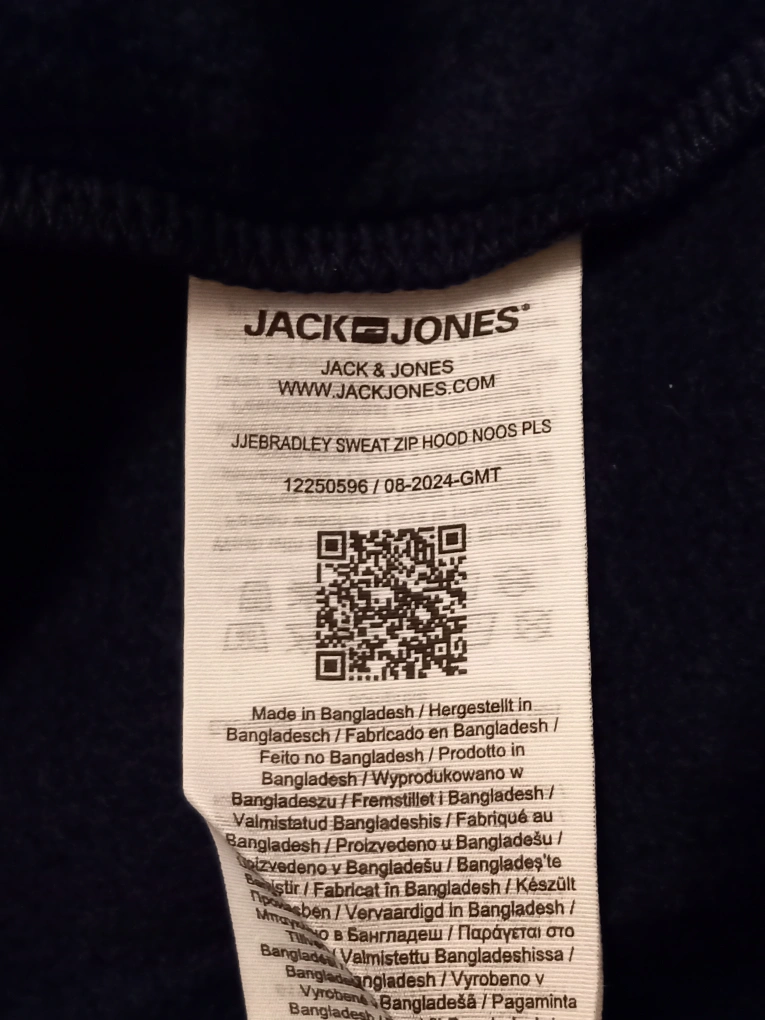 JACK JONES®
JACK & JONES
WWW.JACKJONES.COM
JJEBRADLEY SWEAT ZIP HOOD NOOS PLS
12250596 / 08-2024-GMT
Made in Bangladesh / Hergestellt in
Bangladesch / Fabricado en Bangladesh /
Feito no Bangladesh / Prodotto in
Bangladesh / Wyprodukowano w
Bangladeszu / Fremstillet i Bangladesh /
Valmistatud Bangladeshis / Fabriqué au
Bangladesh / Proizvedeno u Bangladešu /
v Bangladešu / Bangladeş'te
/ Fabricat în Bangladesh / Készült
/ Vervaardigd in Bangladesh /
в Бангладеш / Παράγεται στο
/ Valmistettu Bangladeshissa /
/ Vyrobeno v
Bangladešā / Pagaminta